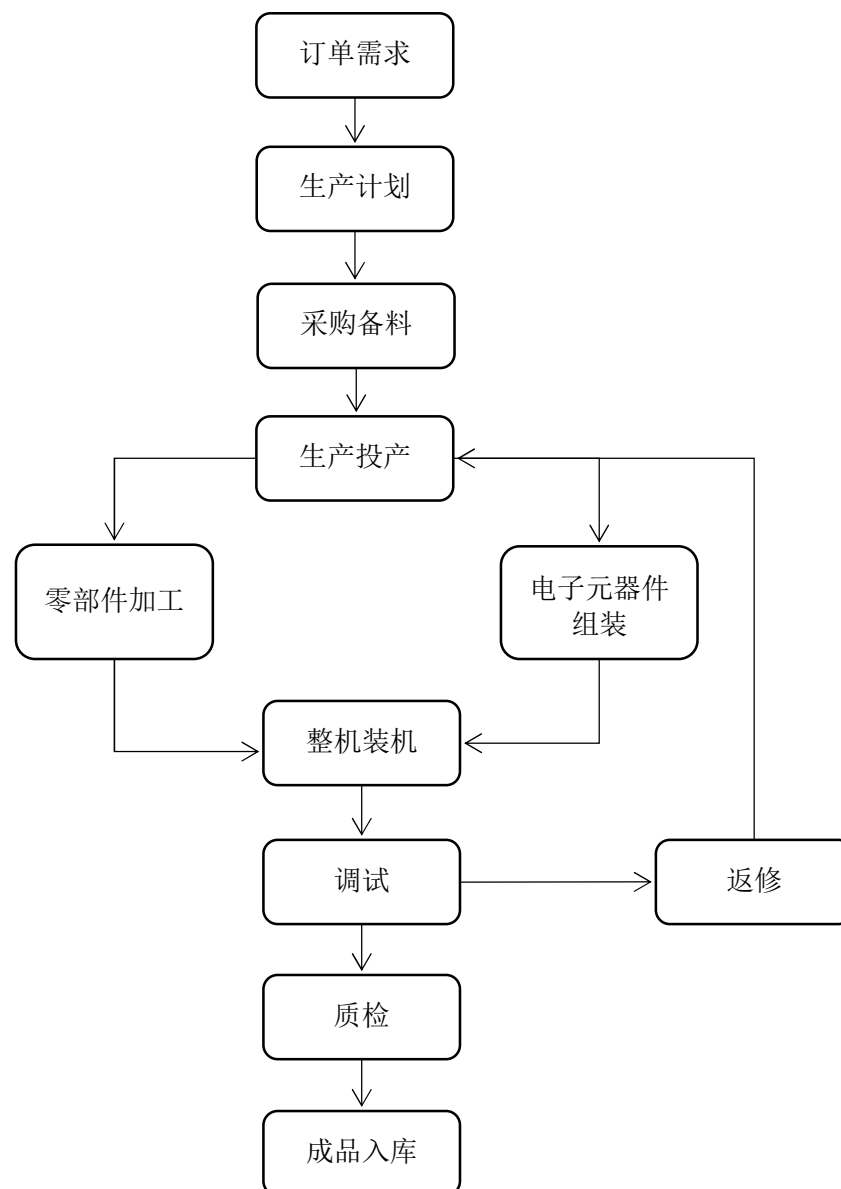 订单需求
生产计划
采购备料
生产投产
零部件加工
电子元器件
组装
整机装机
调试
返修
质检
成品入库